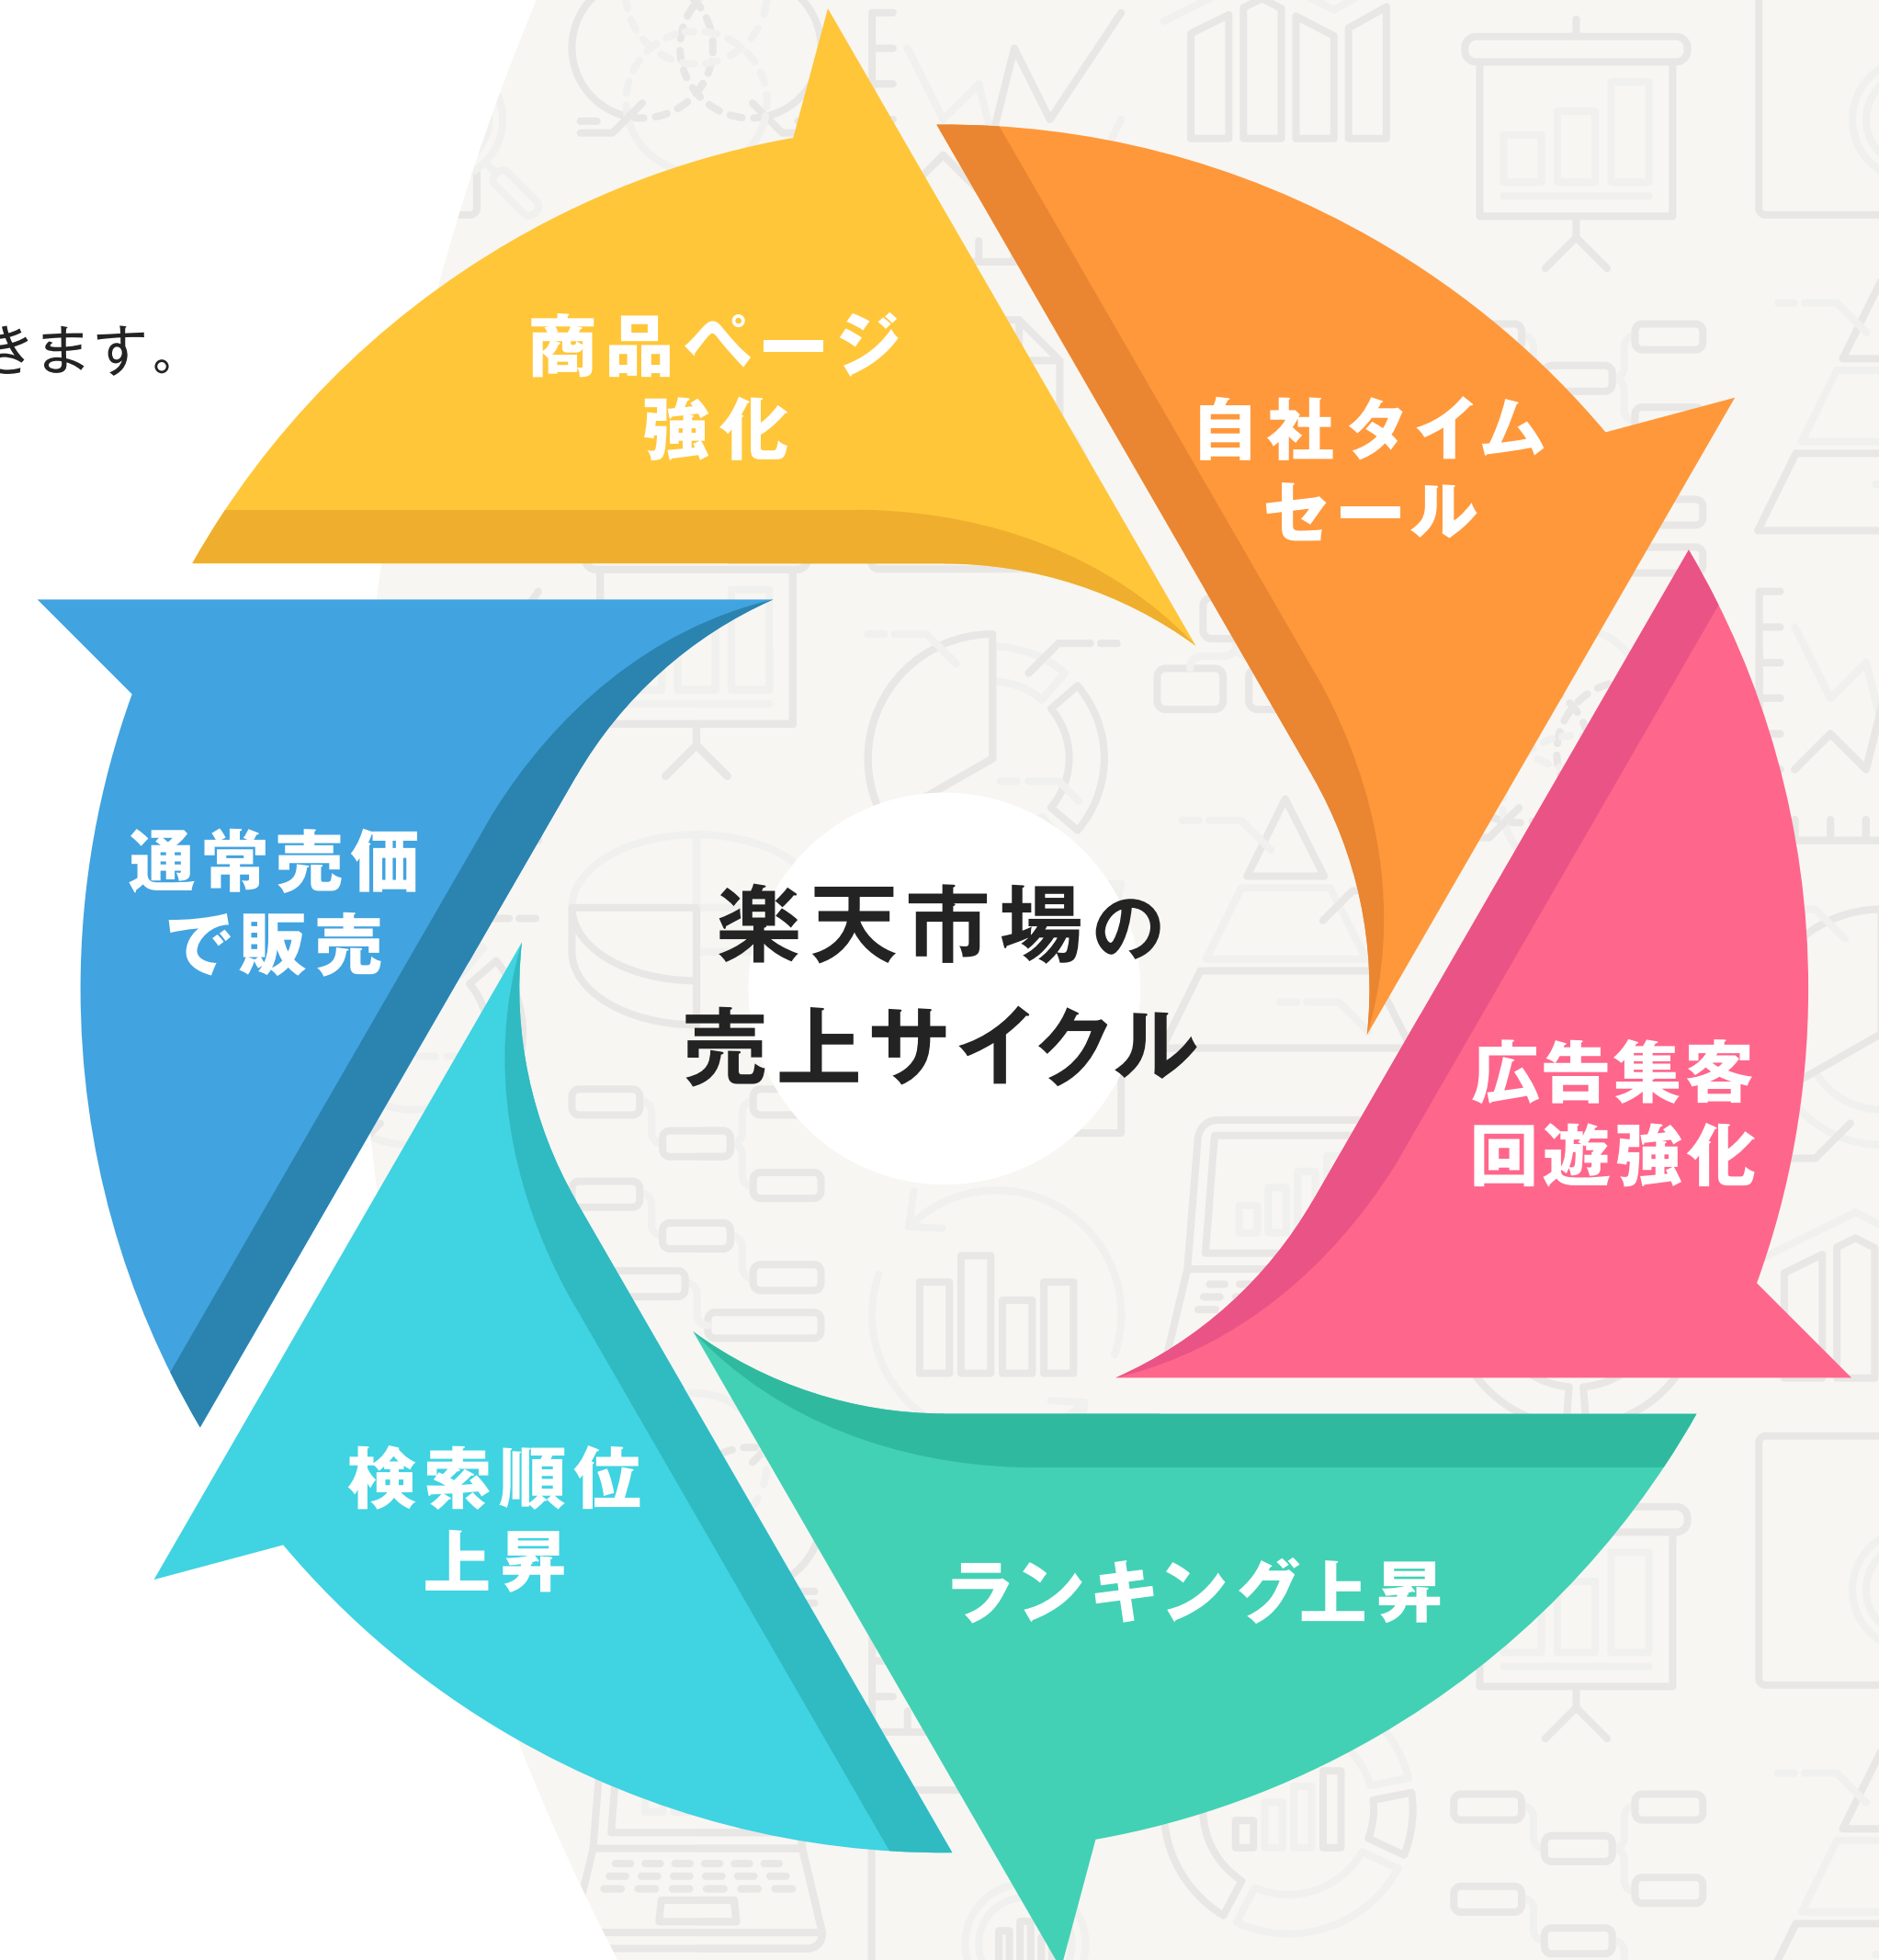 きます。
商品ページ
強化
自社タイム
セール
広告集客
回遊強化
ランキング上昇
検索順位
上昇
通常売価
で販売
楽天市場の
売上サイクル